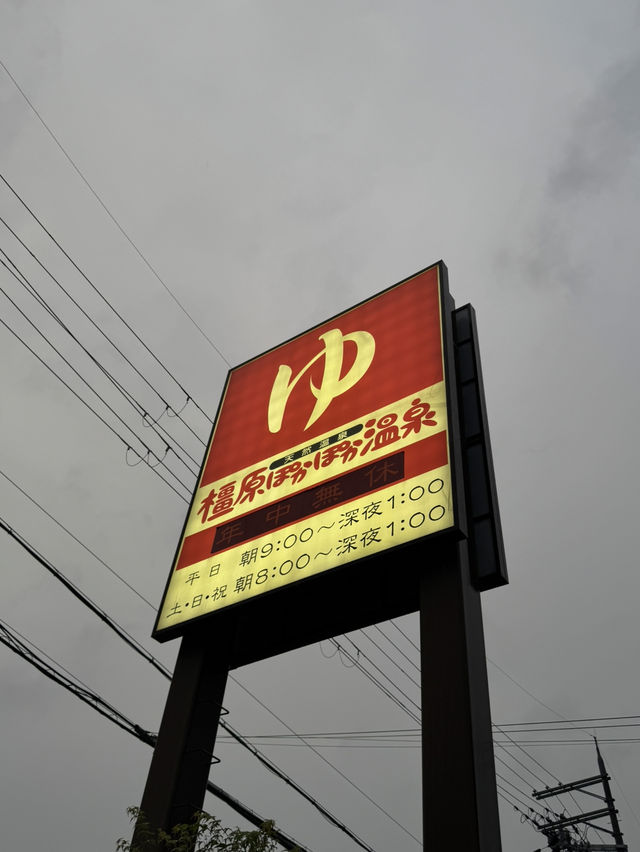 ゆ
天然温泉
橿原ぽかぽか温泉
年中無休
平日 朝9:00～深夜1:00
土・日・祝 朝8:00～深夜1:00